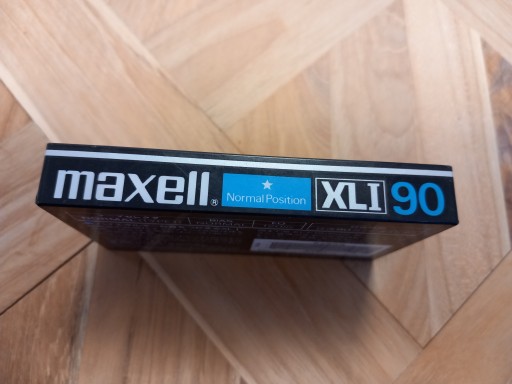 maxell® ★ Normal Position XLI 90